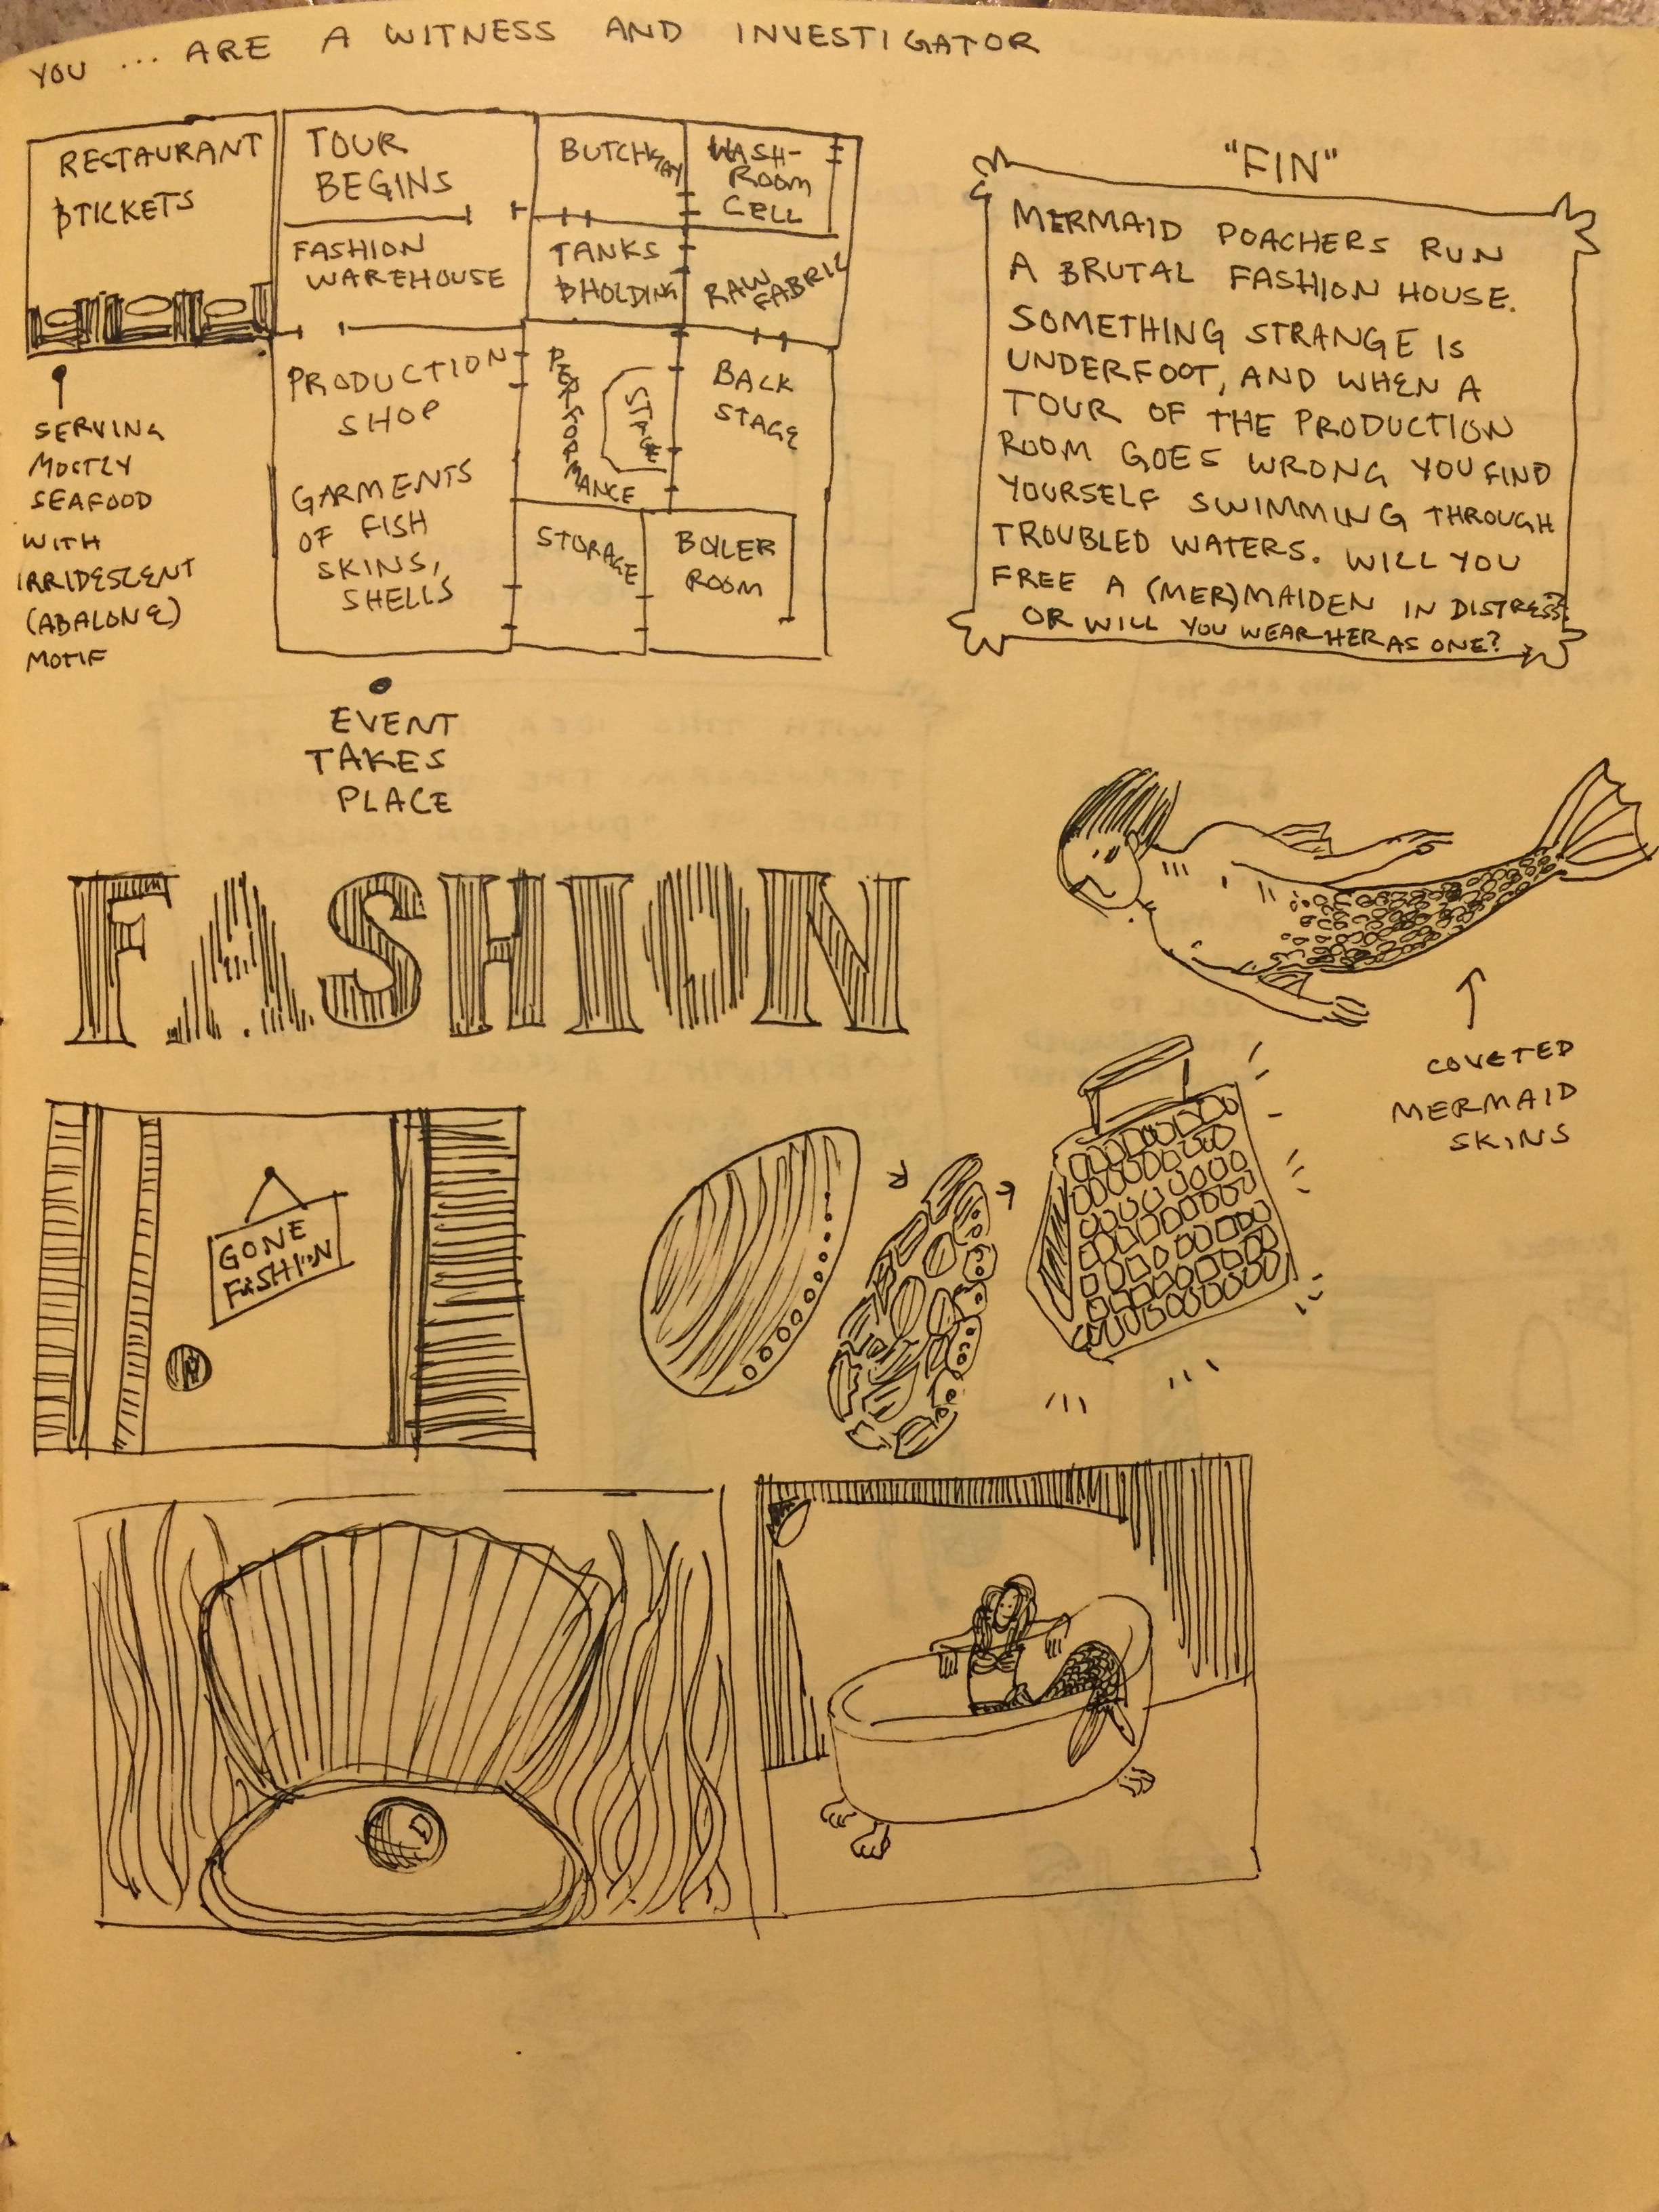 YOU ... ARE A WITNESS AND INVESTIGATOR
RESTAURANT
& TICKETS
TOUR
BEGINS
WASH-
ROOM
CELL
FASHION
WAREHOUSE
TANKS
& HOLDING
RAW
FABRIC
PRODUCTION
SHOP
GARMENTS
OF FISH
SKINS,
SHELLS
PERFORMANCE
STAGE
BACK
STAGE
STORAGE
BOILER
ROOM
SERVING
MOSTLY
SEAFOOD
WITH
IRRIDESCENT
(ABALONE)
MOTIF
EVENT
TAKES
PLACE
"FIN"
MERMAID POACHERS RUN
A BRUTAL FASHION HOUSE.
SOMETHING STRANGE IS
UNDERFOOT, AND WHEN A
TOUR OF THE PRODUCTION
ROOM GOES WRONG YOU FIND
YOURSELF SWIMMING THROUGH
TROUBLED WATERS. WILL YOU
FREE A (MER)MAIDEN IN DISTRESS
OR WILL YOU WEAR HER AS ONE?
FASHION
COVETED
MERMAID
SKINS
GONE
FASHION